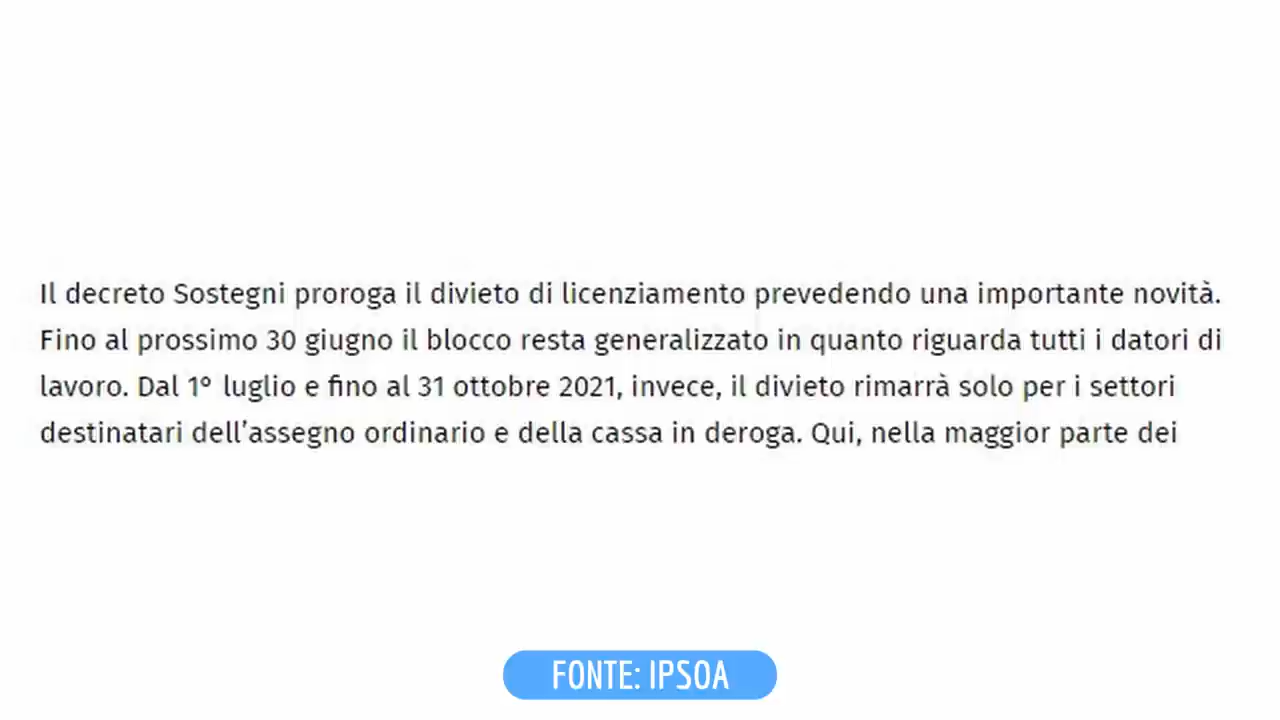 Il decreto Sostegni proroga il divieto di licenziamento prevedendo una importante novità.
Fino al prossimo 30 giugno il blocco resta generalizzato in quanto riguarda tutti i datori di
lavoro. Dal 1° luglio e fino al 31 ottobre 2021, invece, il divieto rimarrà solo per i settori
destinatari dell’assegno ordinario e della cassa in deroga. Qui, nella maggior parte dei
FONTE: IPSOA